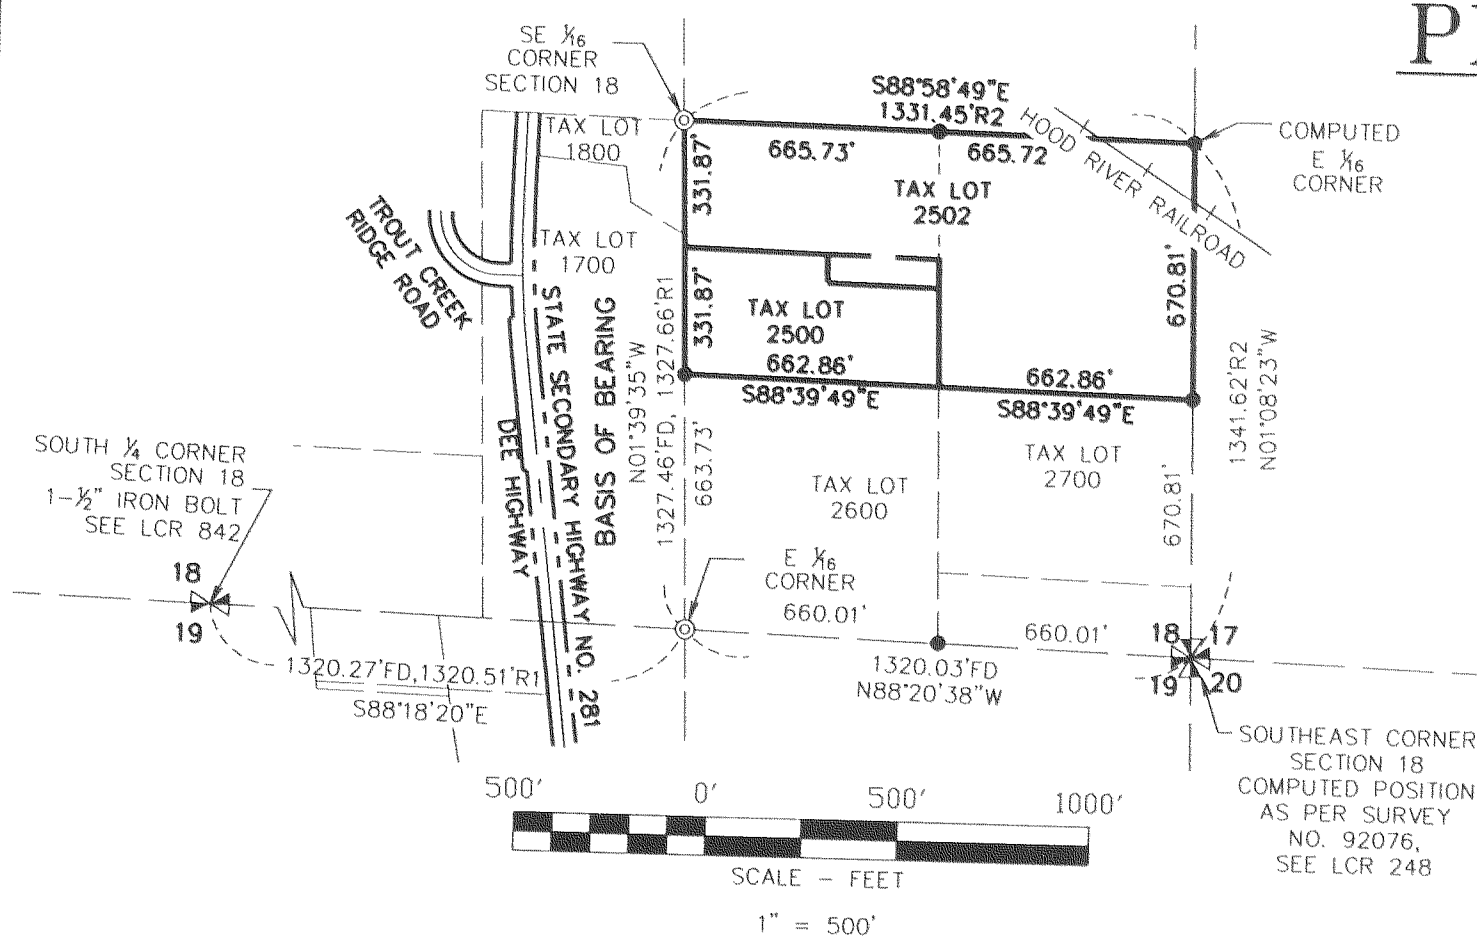 SE 1/16
CORNER
SECTION 18
S88°58'49"E
1331.45'R2
665.73'
665.72
HOOD RIVER RAILROAD
COMPUTED
E 1/16
CORNER
TAX LOT
1800
331.87'
TAX LOT
2502
TROUT CREEK
RIDGE ROAD
TAX LOT
1700
331.87'
TAX LOT
2500
662.86'
S88°39'49"E
662.86'
S88°39'49"E
670.81'
1341.62'R2
N01°08'23"W
STATE SECONDARY HIGHWAY NO. 281
DEE HIGHWAY
BASIS OF BEARING
N01°39'35"W
1327.46'FD, 1327.66'R1
663.73'
SOUTH 1/4 CORNER
SECTION 18
1-1/2" IRON BOLT
SEE LCR 842
TAX LOT
2600
TAX LOT
2700
670.81'
E 1/16
CORNER
18
19
660.01'
660.01'
1320.03'FD
N88°20'38"W
18 17
19 20
1320.27'FD,1320.51'R1
S88°18'20"E
SOUTHEAST CORNER
SECTION 18
COMPUTED POSITION
AS PER SURVEY
NO. 92076,
SEE LCR 248
500' 0' 500' 1000'
SCALE - FEET
1" = 500'